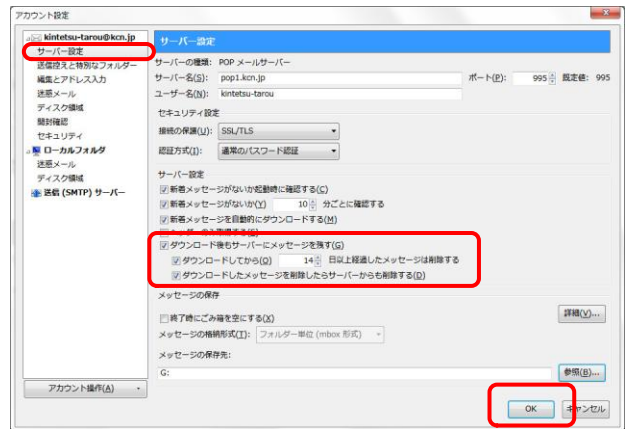 アカウント設定
kintetsu-tarou@kcn.jp
サーバー設定
送信控えと特別なフォルダー
編集とアドレス入力
迷惑メール
ディスク領域
開封確認
セキュリティ
ローカルフォルダ
迷惑メール
ディスク領域
送信 (SMTP) サーバー
アカウント操作(A)
サーバー設定
サーバーの種類: POP メールサーバー
サーバー名(S): pop1.kcn.jp ポート(P): 995 既定値: 995
ユーザー名(N): kintetsu-tarou
セキュリティ設定
接続の保護(U): SSL/TLS
認証方式(I): 通常のパスワード認証
サーバー設定
新着メッセージがないか起動時に確認する(C)
新着メッセージがないか(Y) 10 分ごとに確認する
新着メッセージを自動的にダウンロードする(M)
ダウンロード後もサーバーにメッセージを残す(G)
ダウンロードしてから(O) 14 日以上経過したメッセージは削除する
ダウンロードしたメッセージを削除したらサーバーからも削除する(D)
メッセージの保存
終了時にごみ箱を空にする(X) 詳細(V)...
メッセージの格納形式(T): フォルダー単位 (mbox 形式)
メッセージの保存先:
G: 参照(B)...
OK キャンセル